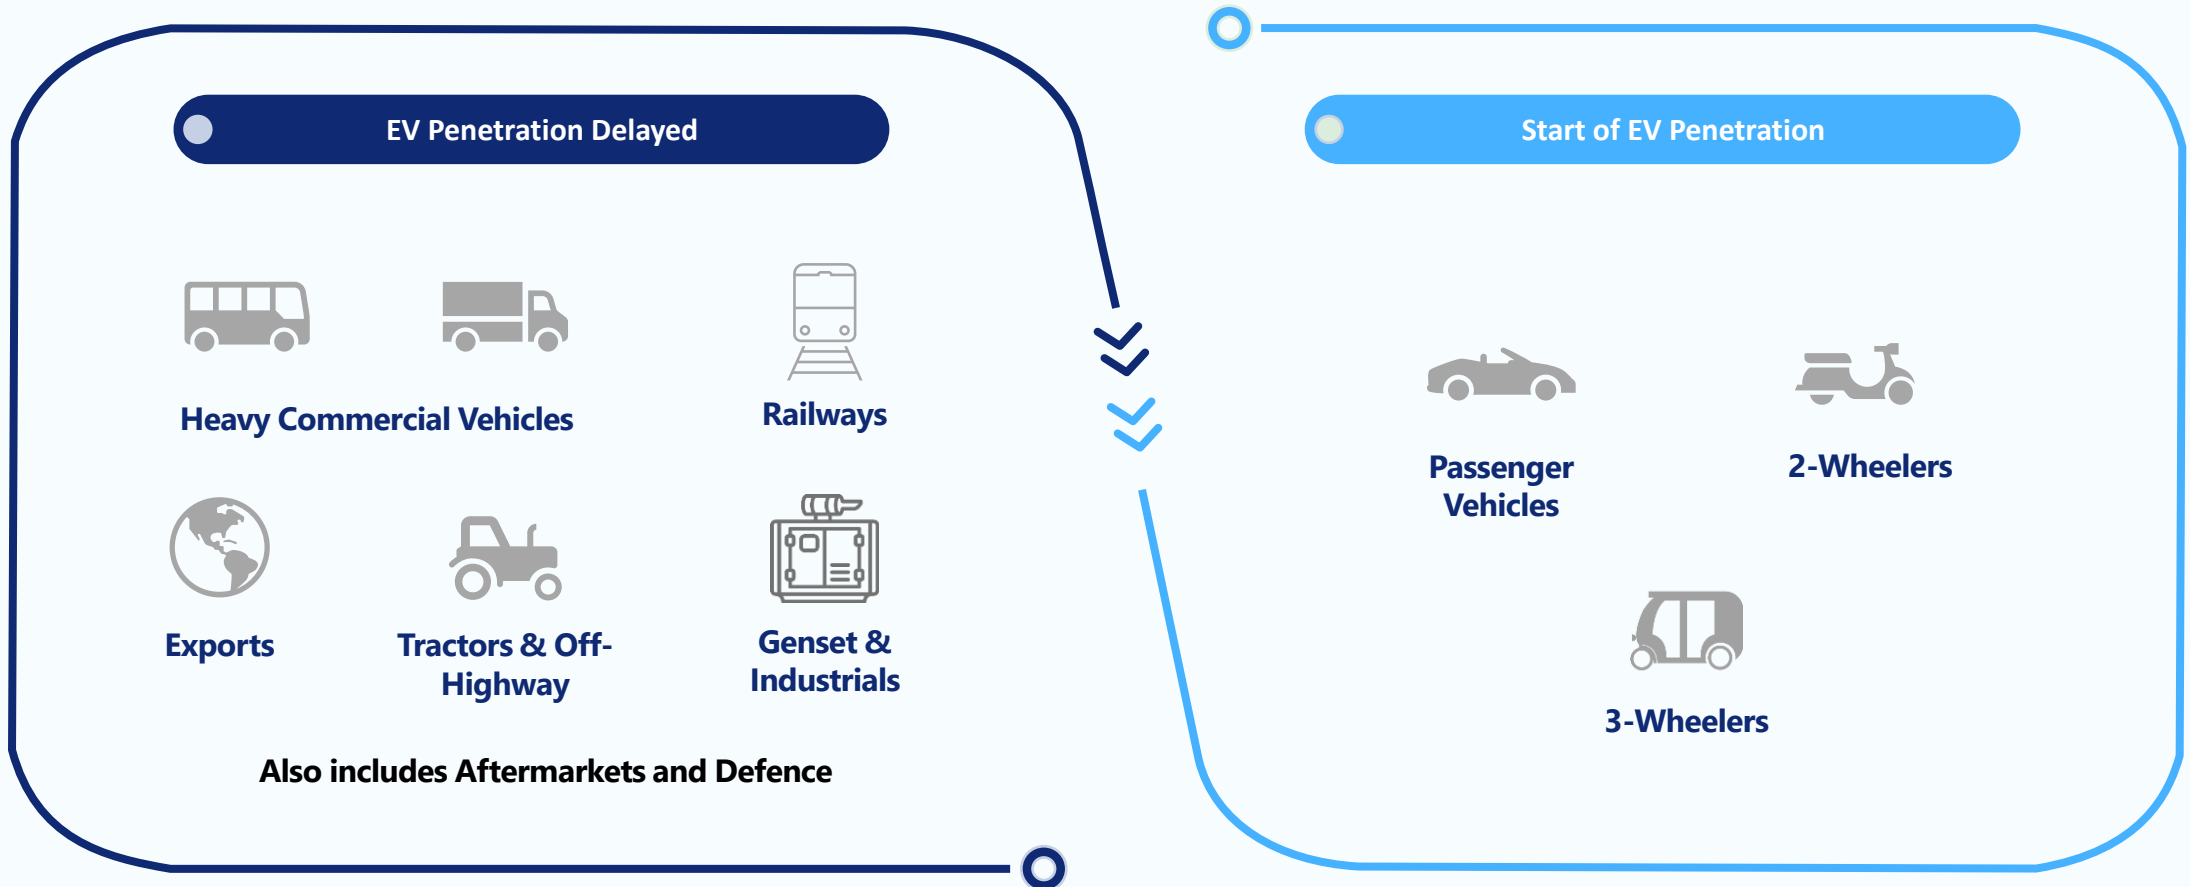 EV Penetration Delayed
Heavy Commercial Vehicles
Railways
Exports
Tractors & Off-
Highway
Genset &
Industrials
Also includes Aftermarkets and Defence
Start of EV Penetration
Passenger
Vehicles
2-Wheelers
3-Wheelers